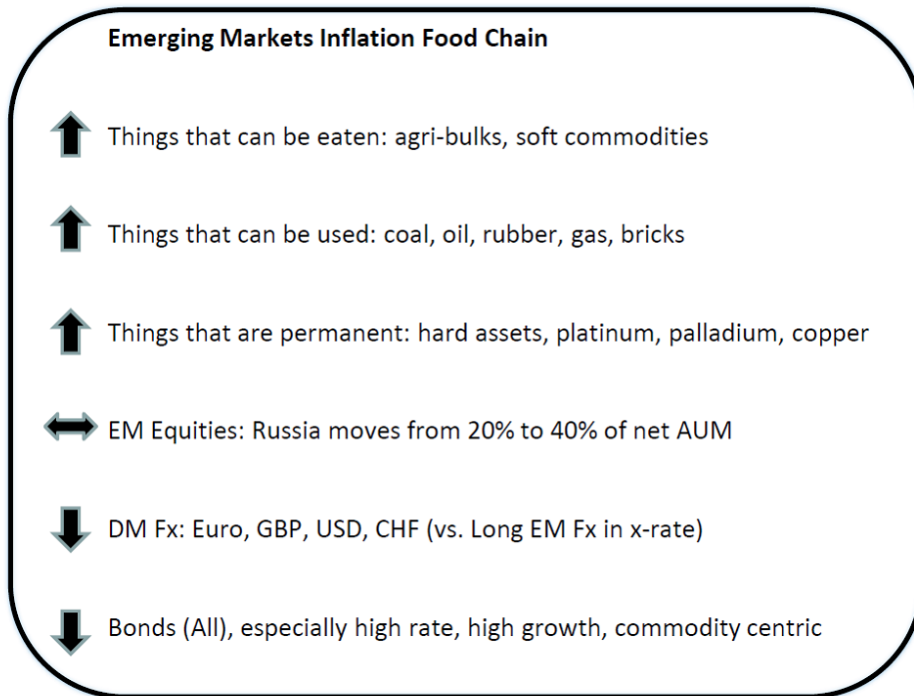 Emerging Markets Inflation Food Chain
Things that can be eaten: agri-bulks, soft commodities
Things that can be used: coal, oil, rubber, gas, bricks
Things that are permanent: hard assets, platinum, palladium, copper
EM Equities: Russia moves from 20% to 40% of net AUM
DM Fx: Euro, GBP, USD, CHF (vs. Long EM Fx in x-rate)
Bonds (All), especially high rate, high growth, commodity centric